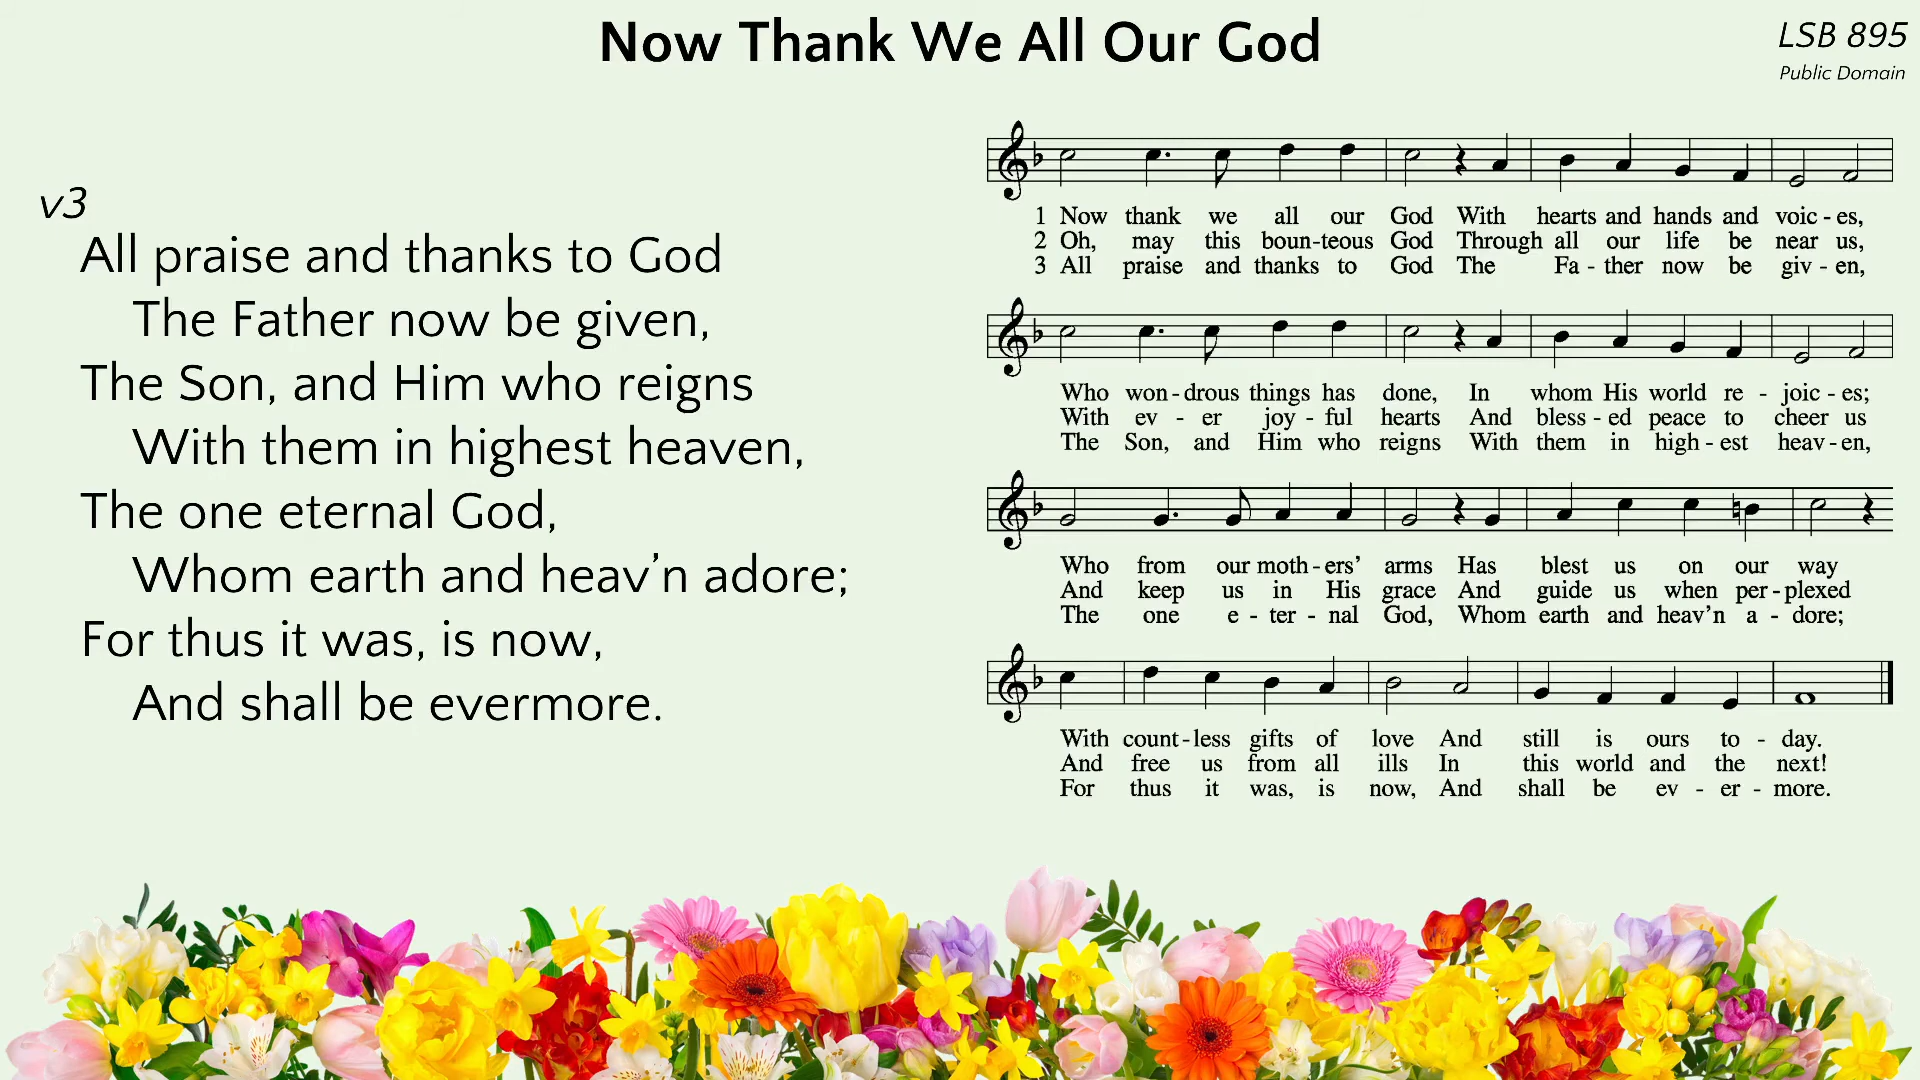 Now Thank We All Our God
LSB 895
Public Domain
v3
All praise and thanks to God
The Father now be given,
The Son, and Him who reigns
With them in highest heaven,
The one eternal God,
Whom earth and heav’n adore;
For thus it was, is now,
And shall be evermore.
1 Now thank we all our God With hearts and hands and voic - es,
2 Oh, may this boun - teous God Through all our life be near us,
3 All praise and thanks to God The Fa - ther now be giv - en,
Who won - drous things has done, In whom His world re - joic - es;
With ev - er joy - ful hearts And bless - ed peace to cheer us
The Son, and Him who reigns With them in high - est heav - en,
Who from our moth - ers’ arms Has blest us on our way
And keep us in His grace And guide us when per - plexed
The one e - ter - nal God, Whom earth and heav’n a - dore;
With count - less gifts of love And still is ours to - day.
And free us from all ills In this world and the next!
For thus it was, is now, And shall be ev - er - more.